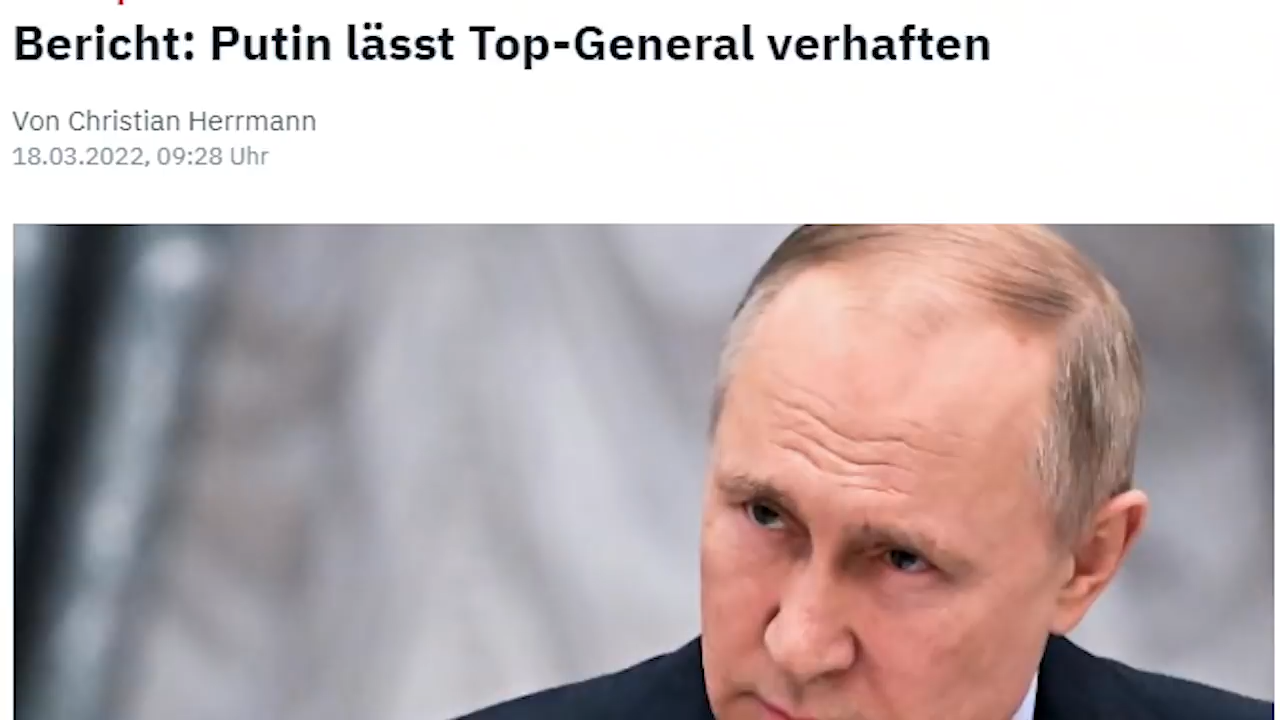 Bericht: Putin lässt Top-General verhaften
Von Christian Herrmann
18.03.2022, 09:28 Uhr